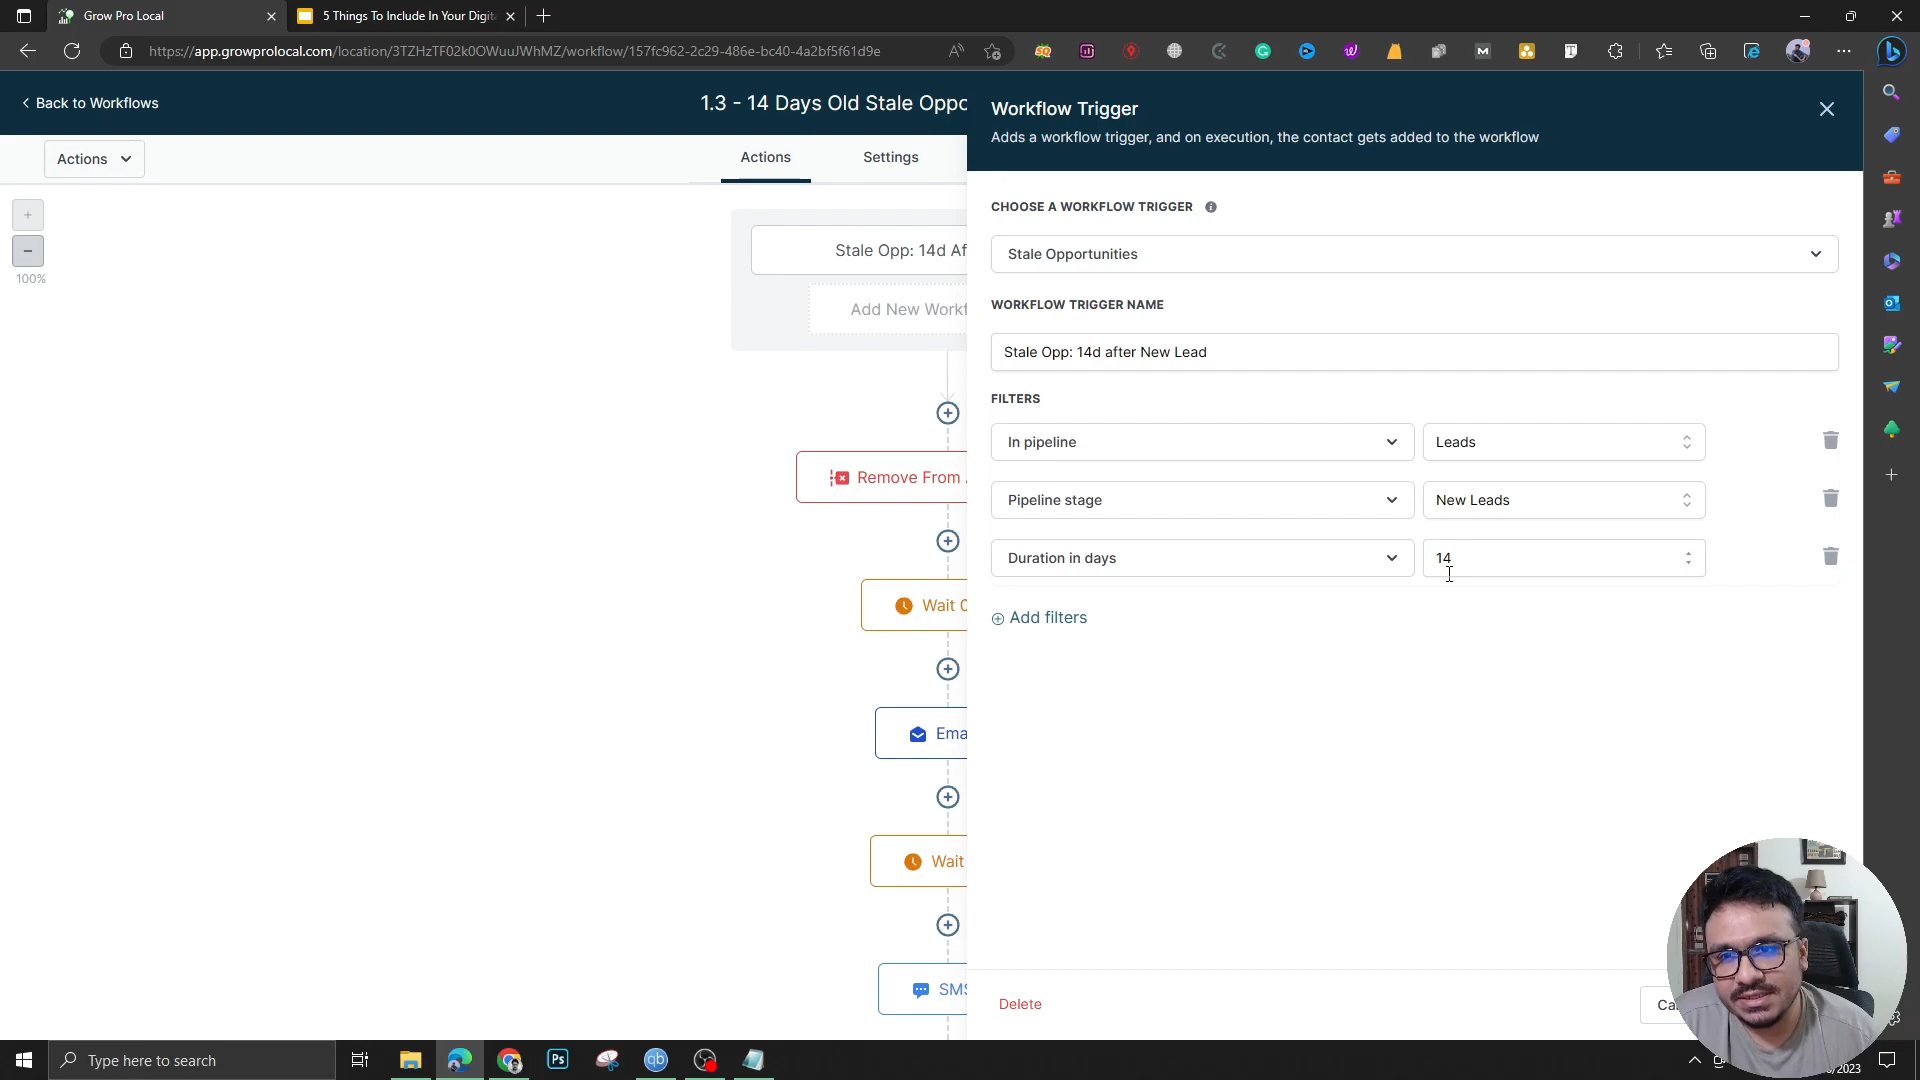 Grow Pro Local
5 Things To Include In Your Digit
https://app.growprolocal.com/location/3TZHzTF02k0OWuuJWhMZ/workflow/157fc962-2c29-486e-bc40-4a2bf5f61d9e
Back to Workflows
1.3 - 14 Days Old Stale Oppo
Actions
Actions
Settings
100%
Stale Opp: 14d Af
Add New Workf
Remove From
Wait
Ema
Wait
SMS
Workflow Trigger
Adds a workflow trigger, and on execution, the contact gets added to the workflow
CHOOSE A WORKFLOW TRIGGER
Stale Opportunities
WORKFLOW TRIGGER NAME
Stale Opp: 14d after New Lead
FILTERS
In pipeline
Leads
Pipeline stage
New Leads
Duration in days
14
Add filters
Delete
Ca
Type here to search
Ps
qb
/2023